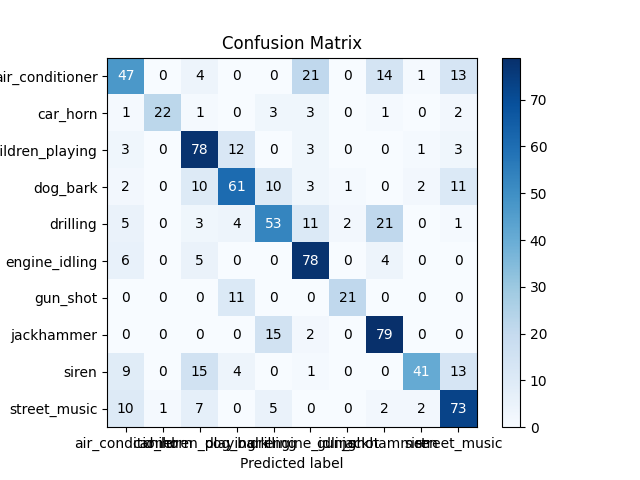 Confusion Matrix
air_conditioner 47 0 4 0 0 21 0 14 1 13
car_horn 1 22 1 0 3 3 0 1 0 2
ildren_playing 3 0 78 12 0 3 0 0 1 3
dog_bark 2 0 10 61 10 3 1 0 2 11
drilling 5 0 3 4 53 11 2 21 0 1
engine_idling 6 0 5 0 0 78 0 4 0 0
gun_shot 0 0 0 11 0 0 21 0 0 0
jackhammer 0 0 0 0 15 2 0 79 0 0
siren 9 0 15 4 0 1 0 0 41 13
street_music 10 1 7 0 5 0 0 2 2 73
street_music
Predicted label
70
60
50
40
30
20
10
0